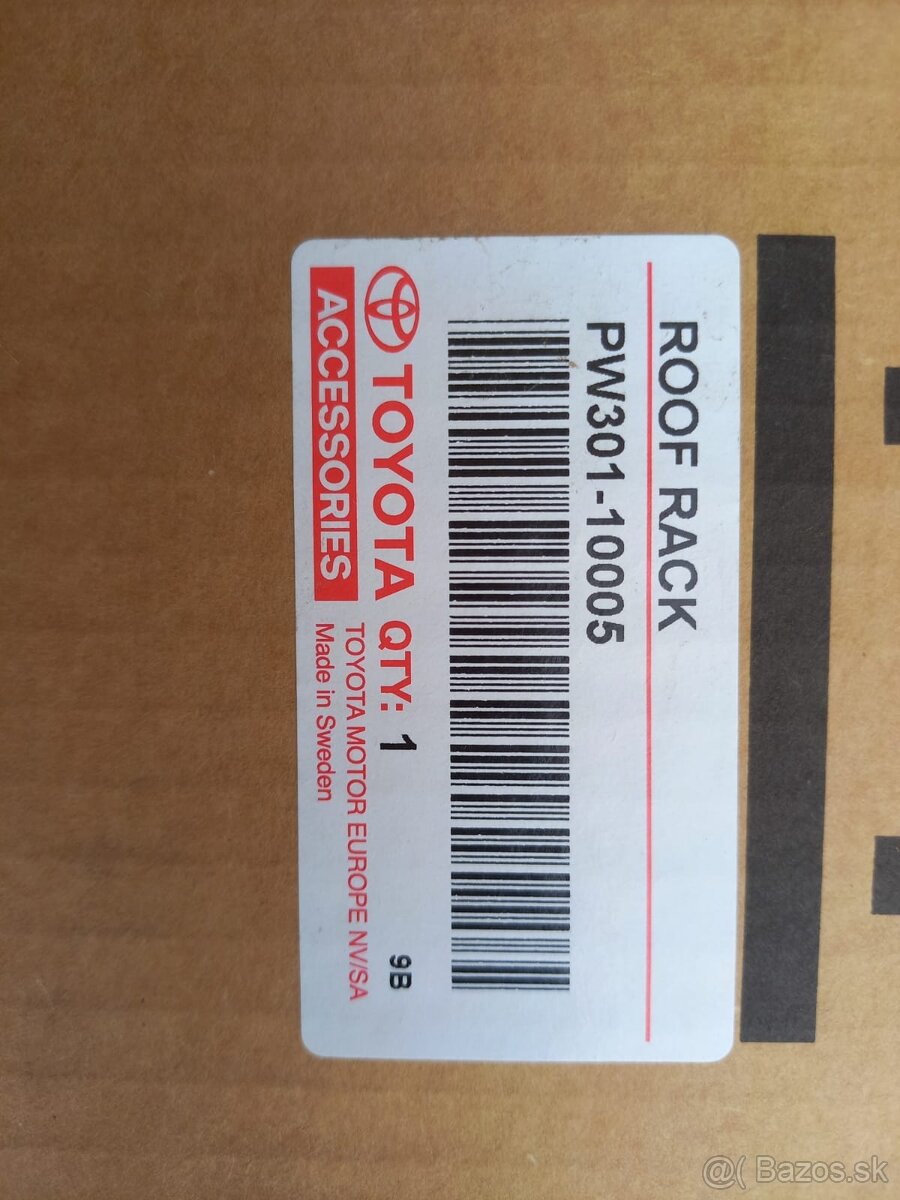 ROOF RACK
PW301-10005
TOYOTA QTY: 1
9B
ACCESSORIES
TOYOTA MOTOR EUROPE NV/SA
Made in Sweden
@( Bazos.sk